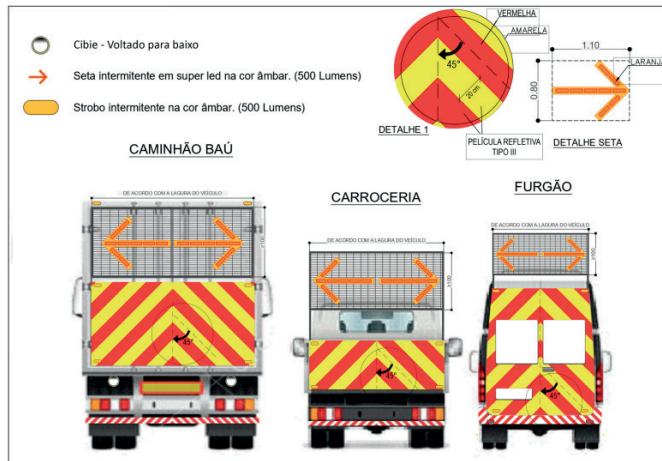 Cibie - Voltado para baixo
Seta intermitente em super led na cor âmbar. (500 Lumens)
Strobo intermitente na cor âmbar. (500 Lumens)
VERMELHA
AMARELA
45°
20 cm
DETALHE 1
PELÍCULA REFLETIVA
TIPO III
1.10
0.80
LARANJA
DETALHE SETA
CAMINHÃO BAÚ
DE ACORDO COM A LAGURA DO VEÍCULO
45°
CARROCERIA
DE ACORDO COM A LAGURA DO VEÍCULO
45°
FURGÃO
DE ACORDO COM A LAGURA DO VEÍCULO
45°